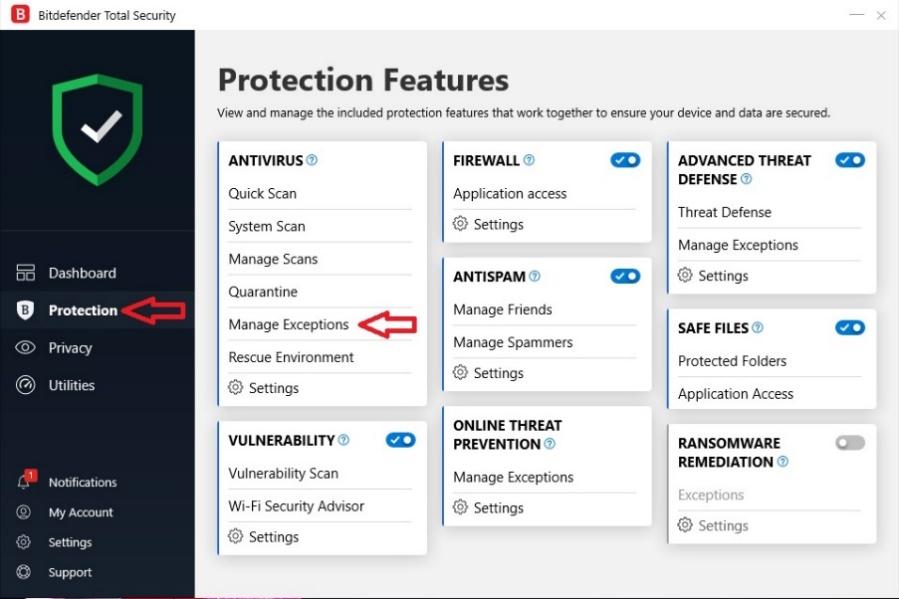 B Bitdefender Total Security
Dashboard
B Protection
Privacy
Utilities
1
Notifications
My Account
Settings
Support
Protection Features
View and manage the included protection features that work together to ensure your device and data are secured.
ANTIVIRUS ?
Quick Scan
System Scan
Manage Scans
Quarantine
Manage Exceptions
Rescue Environment
Settings
VULNERABILITY ?
Vulnerability Scan
Wi-Fi Security Advisor
Settings
FIREWALL ?
Application access
Settings
ANTISPAM ?
Manage Friends
Manage Spammers
Settings
ONLINE THREAT
PREVENTION ?
Manage Exceptions
Settings
ADVANCED THREAT
DEFENSE ?
Threat Defense
Manage Exceptions
Settings
SAFE FILES ?
Protected Folders
Application Access
RANSOMWARE
REMEDIATION ?
Exceptions
Settings